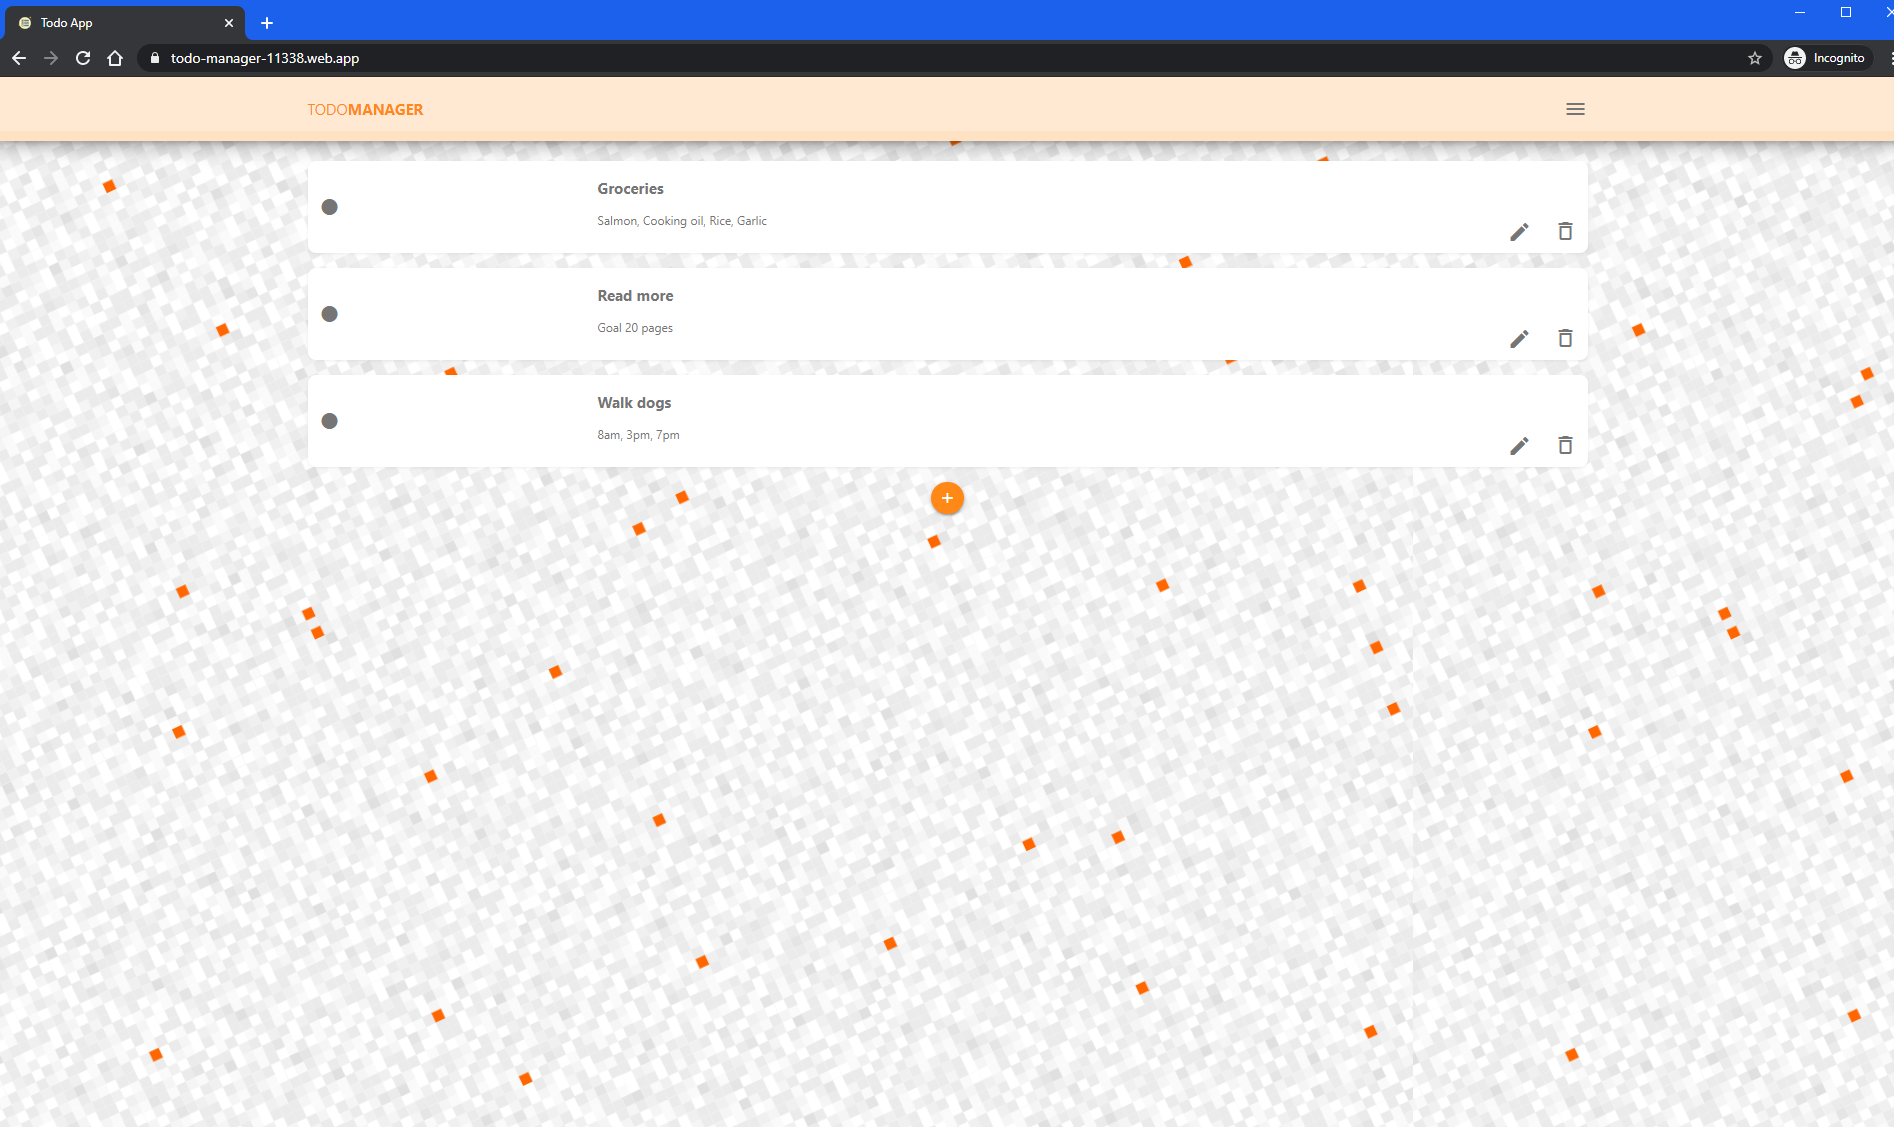 Todo App
todo-manager-11338.web.app
Incognito
TODOMANAGER
Groceries
Salmon, Cooking oil, Rice, Garlic
Read more
Goal 20 pages
Walk dogs
8am, 3pm, 7pm